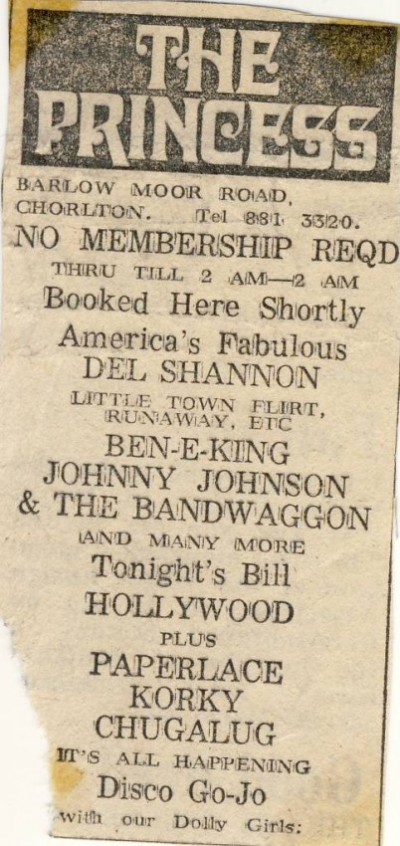 THE
PRINCESS
BARLOW MOOR ROAD,
CHORLTON. Tel 881 3320.
NO MEMBERSHIP REQD
THRU TILL 2 AM—2 AM
Booked Here Shortly
America's Fabulous
DEL SHANNON
LITTLE TOWN FLIRT,
RUNAWAY, ETC
BEN-E-KING
JOHNNY JOHNSON
& THE BANDWAGGON
AND MANY MORE
Tonight's Bill
HOLLYWOOD
PLUS
PAPERLACE
KORKY
CHUGALUG
IT'S ALL HAPPENING
Disco Go-Jo
with our Dolly Girls: